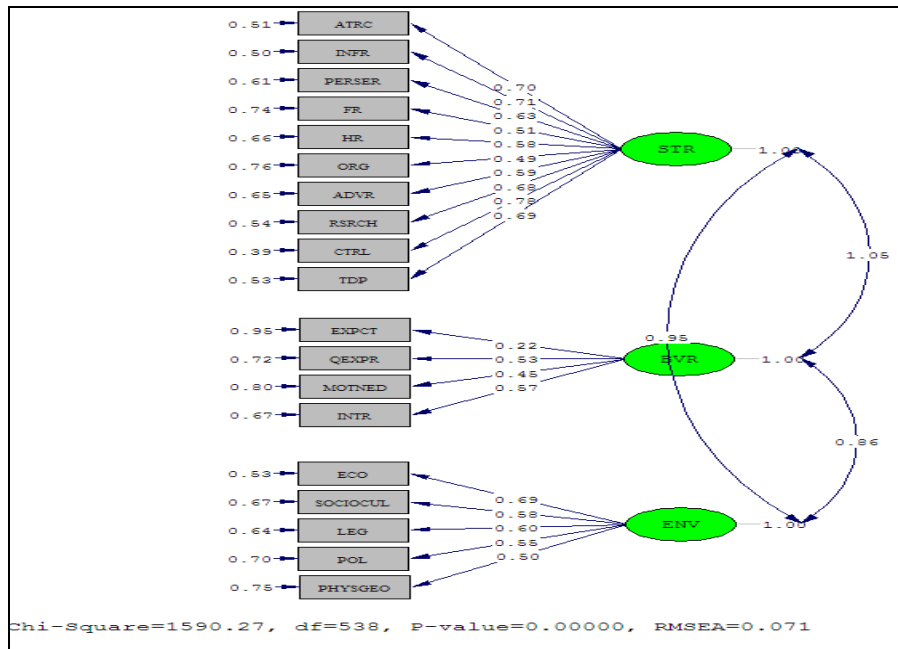 0.51 ATRC
0.50 INFR
0.61 PERSER
0.74 FR
0.66 HR
0.76 ORG
0.65 ADVR
0.54 RSRCH
0.39 CTRL
0.53 TDP
0.70
0.71
0.63
0.51
0.58
0.49
0.59
0.68
0.78
0.69
STR 1.00
1.05
0.95 EXPCT
0.72 QEXPR
0.80 MOTNED
0.67 INTR
0.22
0.53
0.45
0.57
0.95
BVR 1.00
0.86
0.53 ECO
0.67 SOCIOCUL
0.64 LEG
0.70 POL
0.75 PHYSGEO
0.69
0.58
0.60
0.55
0.50
ENV 1.00
Chi-Square=1590.27, df=538, P-value=0.00000, RMSEA=0.071